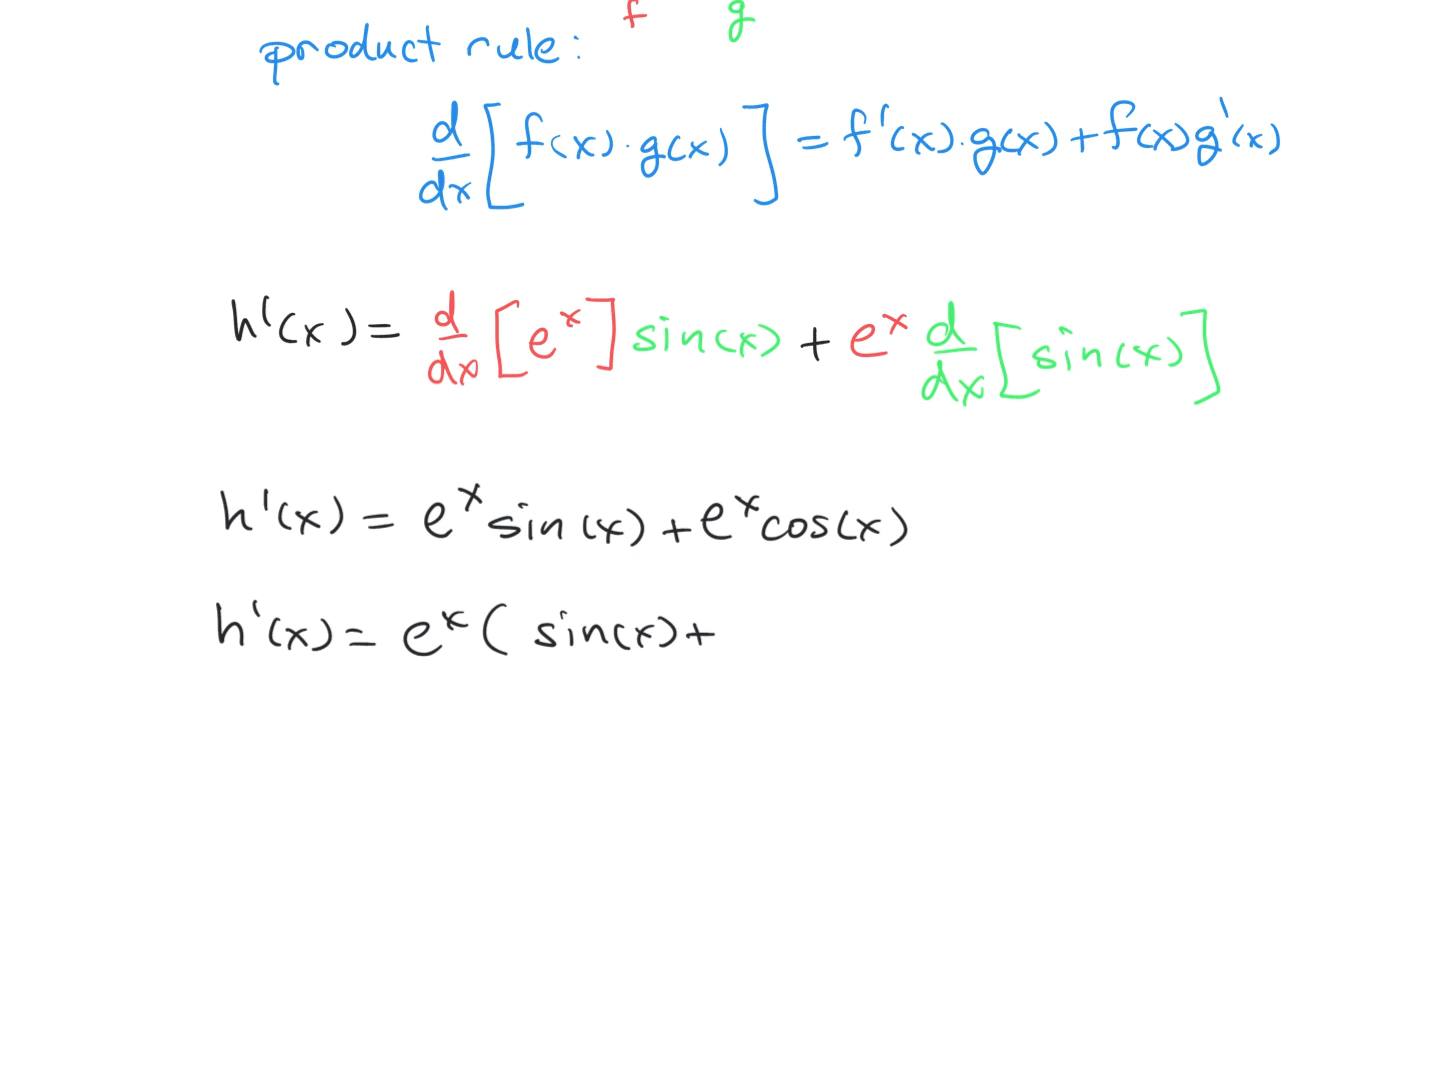 f g
product rule:
d/dx [f(x)·g(x)] = f'(x)·g(x)+f(x)g'(x)
h'(x)= d/dx [e^x] sin(x) + e^x d/dx [sin(x)]
h'(x) = e^x sin(x) + e^x cos(x)
h'(x) = e^x ( sin(x)+